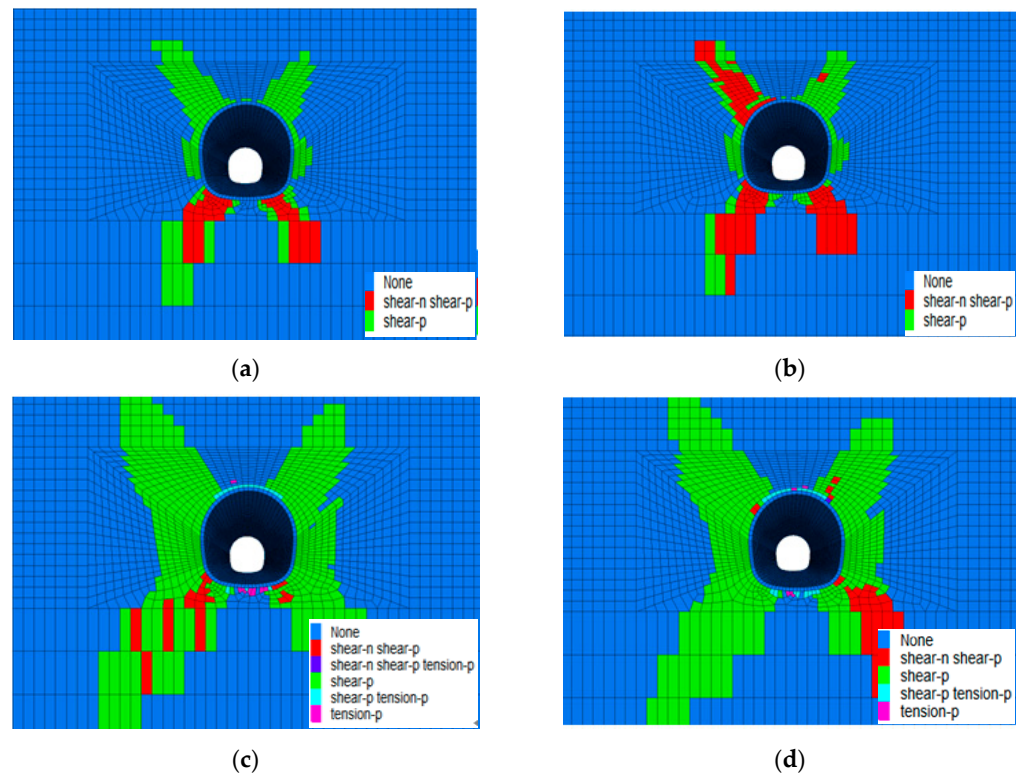 None
shear-n shear-p
shear-p
(a)
None
shear-n shear-p
shear-p
(b)
None
shear-n shear-p
shear-n shear-p tension-p
shear-p
shear-p tension-p
tension-p
(c)
None
shear-n shear-p
shear-p
shear-p tension-p
tension-p
(d)